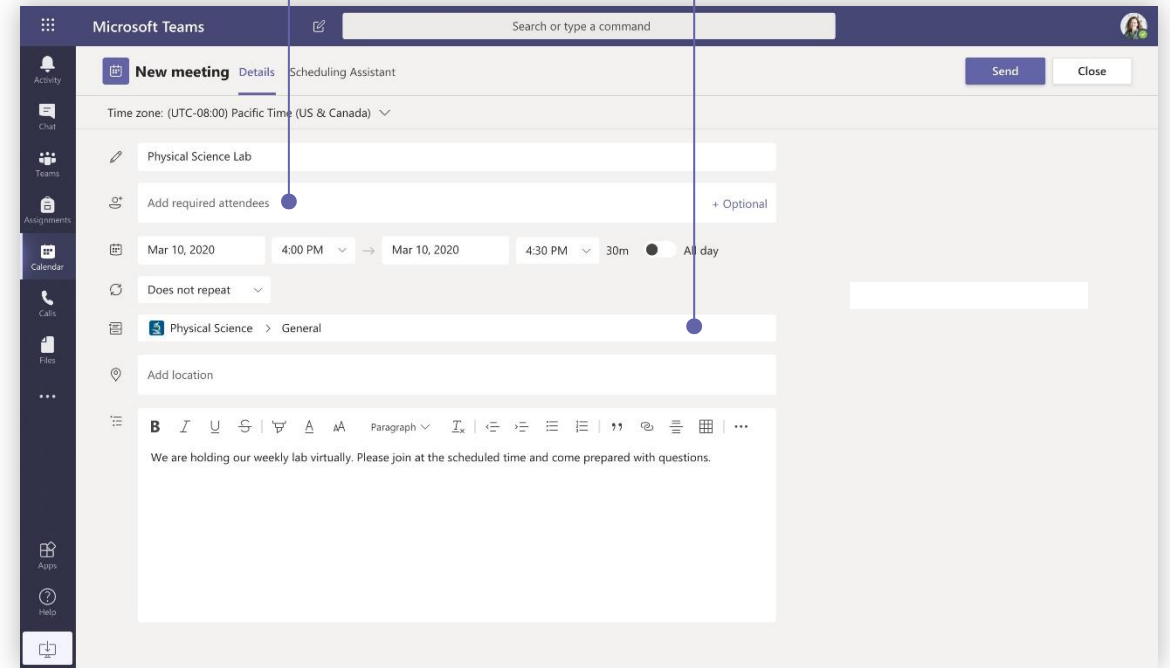 Microsoft Teams
Search or type a command
Activity
Chat
Teams
Assignments
Calendar
Calls
Files
Apps
Help
New meeting Details Scheduling Assistant
Send Close
Time zone: (UTC-08:00) Pacific Time (US & Canada)
Physical Science Lab
Add required attendees + Optional
Mar 10, 2020 4:00 PM → Mar 10, 2020 4:30 PM 30m All day
Does not repeat
Physical Science > General
Add location
B I U S A AA Paragraph Tx
We are holding our weekly lab virtually. Please join at the scheduled time and come prepared with questions.